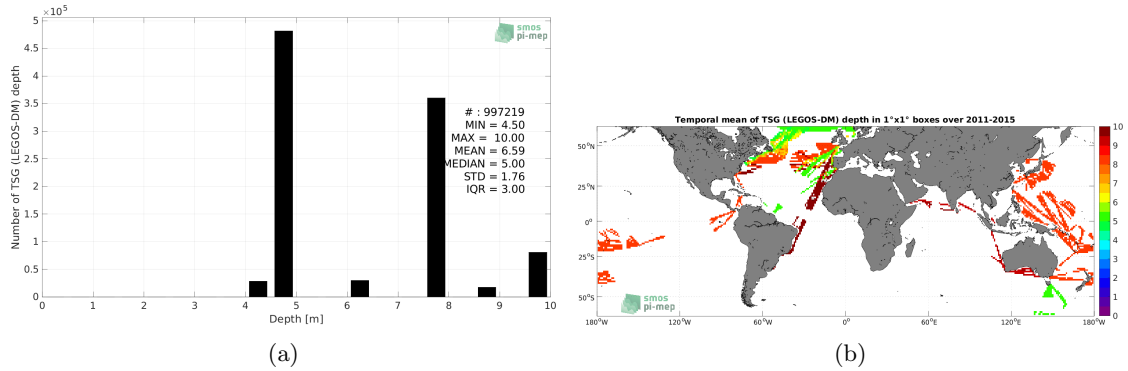 ×10⁵
5
4.5
4
3.5
3
2.5
2
1.5
1
0.5
0
Number of TSG (LEGOS-DM) depth
smos
pi-mep
# : 997219
MIN = 4.50
MAX = 10.00
MEAN = 6.59
MEDIAN = 5.00
STD = 1.76
IQR = 3.00
0 1 2 3 4 5 6 7 8 9 10
Depth [m]
(a)
Temporal mean of TSG (LEGOS-DM) depth in 1°x1° boxes over 2011-2015
50°N
25°N
0°
25°S
50°S
smos
pi-mep
180°W 120°W 60°W 0° 60°E 120°E 180°E
10
9
8
7
6
5
4
3
2
1
0
(b)